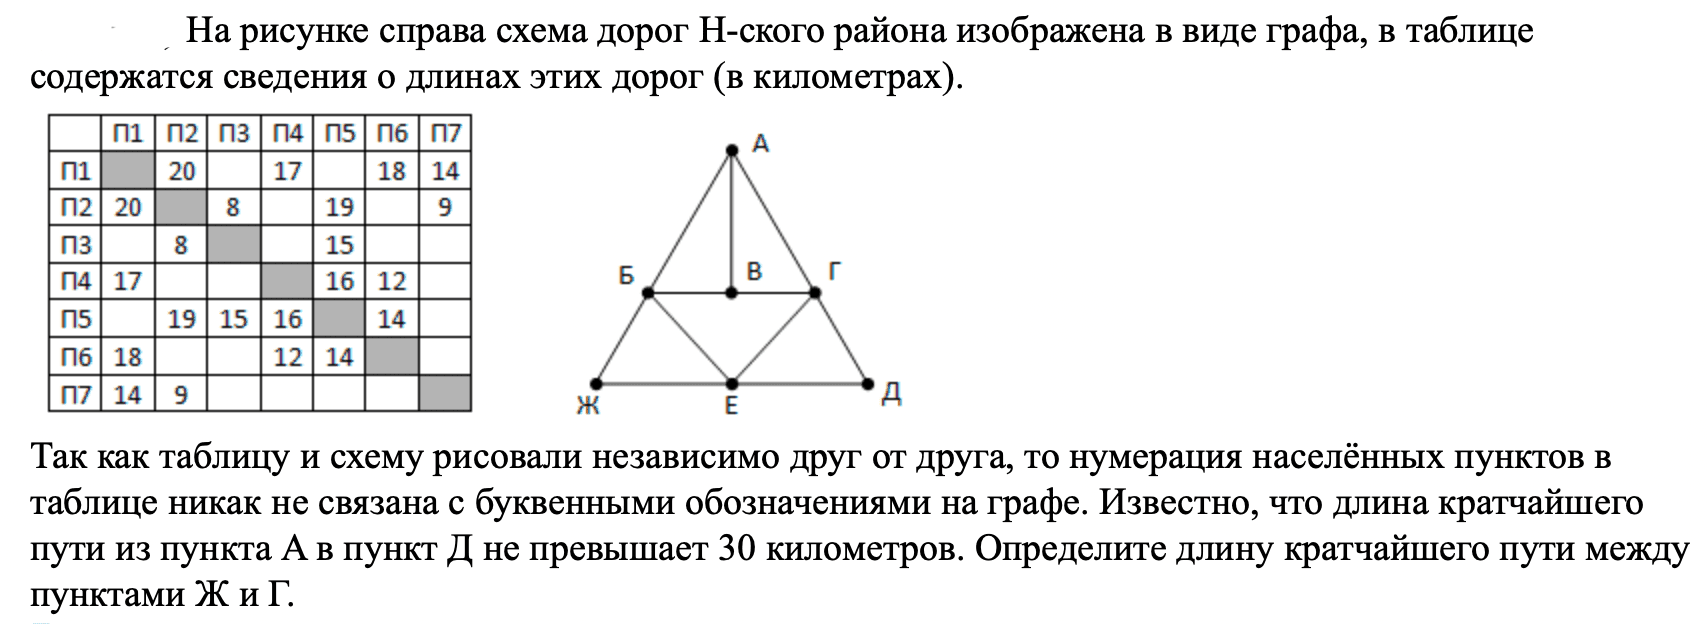 На рисунке справа схема дорог Н-ского района изображена в виде графа, в таблице
содержатся сведения о длинах этих дорог (в километрах).
П1 П2 П3 П4 П5 П6 П7
П1 20 17 18 14
П2 20 8 19 9
П3 8 15
П4 17 16 12
П5 19 15 16 14
П6 18 12 14
П7 14 9
А
Б В Г
Ж Е Д
Так как таблицу и схему рисовали независимо друг от друга, то нумерация населённых пунктов в
таблице никак не связана с буквенными обозначениями на графе. Известно, что длина кратчайшего
пути из пункта А в пункт Д не превышает 30 километров. Определите длину кратчайшего пути между
пунктами Ж и Г.